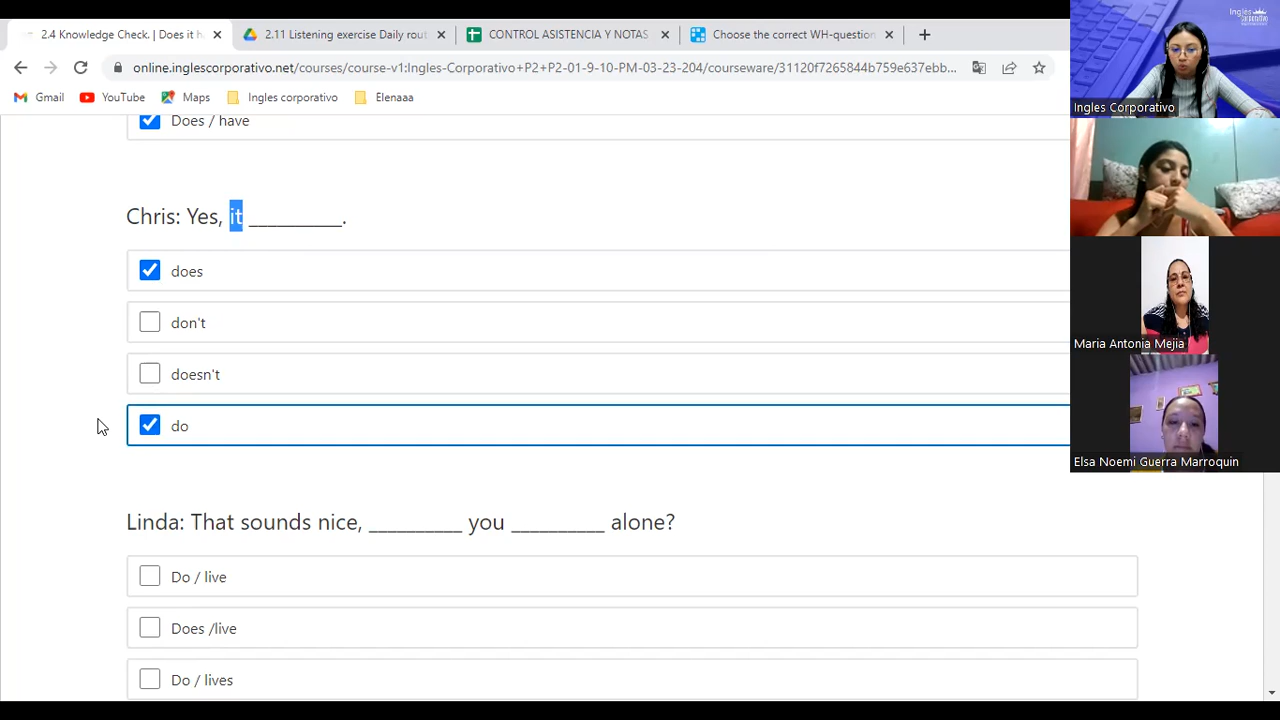 2.4 Knowledge Check. | Does it h
2.11 Listening exercise Daily rout
CONTROL ASISTENCIA Y NOTAS
Choose the correct WH-question
online.inglescorporativo.net/courses/course-v1:Ingles-Corporativo+P2+P2-01-9-10-PM-03-23-204/courseware/31120f7265844b759e637ebb...
Gmail
YouTube
Maps
Ingles corporativo
Elenaaa
Does / have
Chris: Yes, it __________.
does
don't
doesn't
do
Linda: That sounds nice, __________ you __________ alone?
Do / live
Does /live
Do / lives
Ingles Corporativo
Maria Antonia Mejia
Elsa Noemi Guerra Marroquin